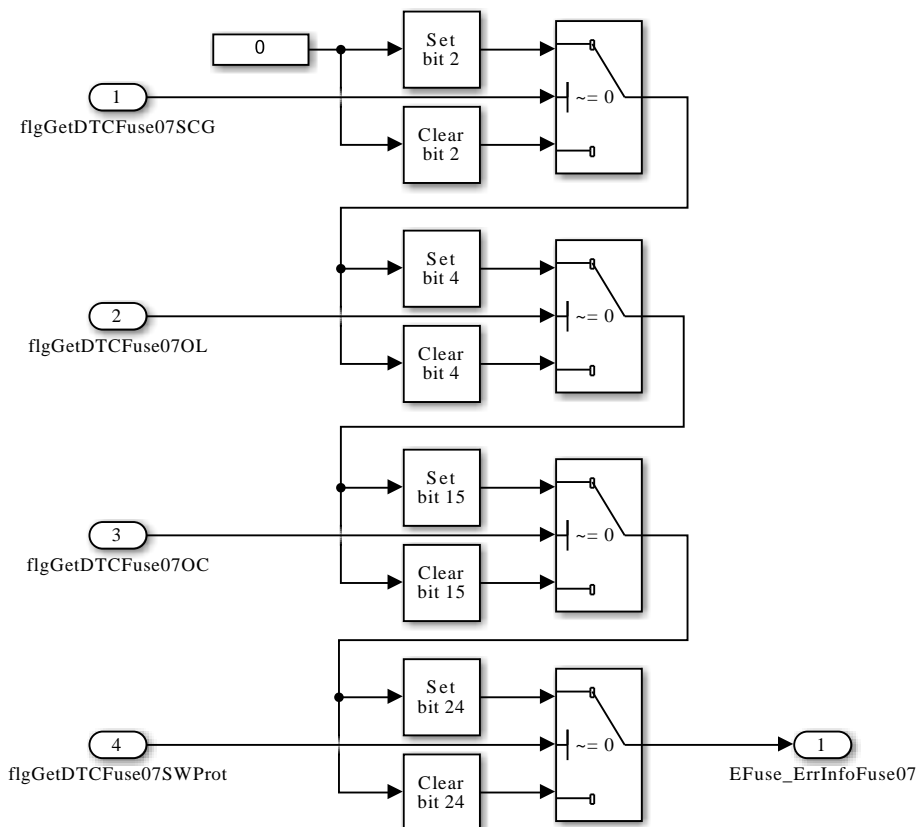 0
Set
bit 2
1
~= 0
flgGetDTCFuse07SCG
Clear
bit 2
Set
bit 4
2
~= 0
flgGetDTCFuse07OL
Clear
bit 4
Set
bit 15
3
~= 0
flgGetDTCFuse07OC
Clear
bit 15
Set
bit 24
4
~= 0
1
flgGetDTCFuse07SWProt
EFuse_ErrInfoFuse07
Clear
bit 24